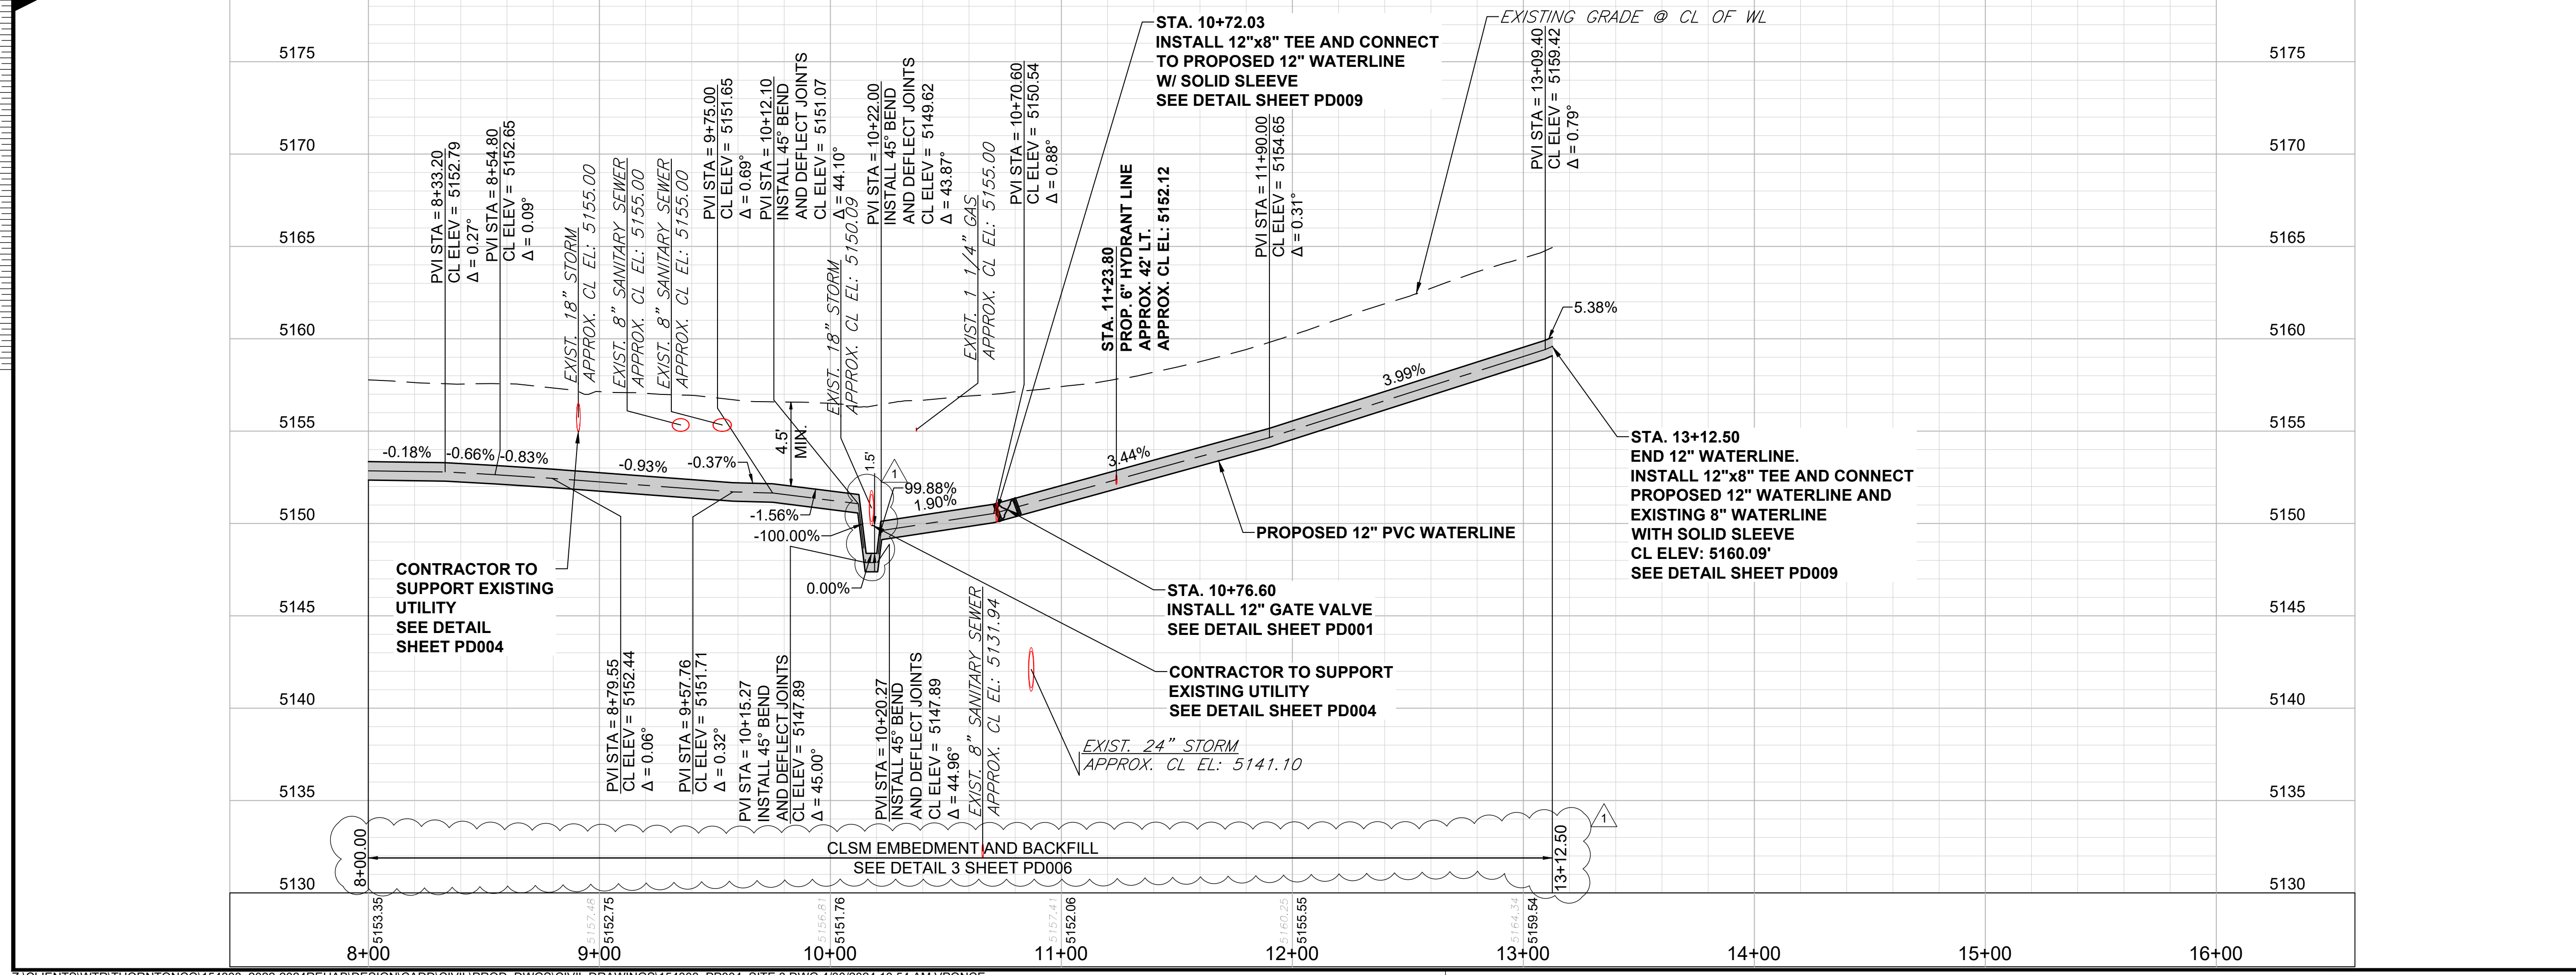 STA. 10+72.03
INSTALL 12"x8" TEE AND CONNECT
TO PROPOSED 12" WATERLINE
W/ SOLID SLEEVE
SEE DETAIL SHEET PD009
EXISTING GRADE @ CL OF WL
5175
5170
5165
5160
5155
5150
5145
5140
5135
5130
5175
5170
5165
5160
5155
5150
5145
5140
5135
5130
PVI STA = 8+33.20
CL ELEV = 5152.79
Δ = 0.27°
PVI STA = 8+54.80
CL ELEV = 5152.65
Δ = 0.09°
EXIST. 18" STORM
APPROX. CL EL: 5155.00
EXIST. 8" SANITARY SEWER
APPROX. CL EL: 5155.00
EXIST. 8" SANITARY SEWER
APPROX. CL EL: 5155.00
PVI STA = 9+75.00
CL ELEV = 5151.65
Δ = 0.69°
PVI STA = 10+12.10
INSTALL 45° BEND
AND DEFLECT JOINTS
CL ELEV = 5151.07
Δ = 44.10°
EXIST. 18" STORM
APPROX. CL EL: 5150.09
PVI STA = 10+22.00
INSTALL 45° BEND
AND DEFLECT JOINTS
CL ELEV = 5149.62
Δ = 43.87°
EXIST. 1 1/4" GAS
APPROX. CL EL: 5155.00
PVI STA = 10+70.60
CL ELEV = 5150.54
Δ = 0.88°
STA. 11+23.80
PROP. 6" HYDRANT LINE
APPROX. 42' LT.
APPROX. CL EL: 5152.12
PVI STA = 11+90.00
CL ELEV = 5154.65
Δ = 0.31°
PVI STA = 13+09.40
CL ELEV = 5159.42
Δ = 0.79°
-0.18%
-0.66%
-0.83%
-0.93%
-0.37%
-1.56%
-100.00%
0.00%
99.88%
1.90%
3.44%
3.99%
5.38%
4.5'
MIN.
1.5'
1
PROPOSED 12" PVC WATERLINE
STA. 13+12.50
END 12" WATERLINE.
INSTALL 12"x8" TEE AND CONNECT
PROPOSED 12" WATERLINE AND
EXISTING 8" WATERLINE
WITH SOLID SLEEVE
CL ELEV: 5160.09'
SEE DETAIL SHEET PD009
CONTRACTOR TO
SUPPORT EXISTING
UTILITY
SEE DETAIL
SHEET PD004
STA. 10+76.60
INSTALL 12" GATE VALVE
SEE DETAIL SHEET PD001
CONTRACTOR TO SUPPORT
EXISTING UTILITY
SEE DETAIL SHEET PD004
PVI STA = 8+79.55
CL ELEV = 5152.44
Δ = 0.06°
PVI STA = 9+57.76
CL ELEV = 5151.71
Δ = 0.32°
PVI STA = 10+15.27
INSTALL 45° BEND
AND DEFLECT JOINTS
CL ELEV = 5147.89
Δ = 45.00°
PVI STA = 10+20.27
INSTALL 45° BEND
AND DEFLECT JOINTS
CL ELEV = 5147.89
Δ = 44.96°
EXIST. 8" SANITARY SEWER
APPROX. CL EL: 5131.94
EXIST. 24" STORM
APPROX. CL EL: 5141.10
8+00.00
CLSM EMBEDMENT AND BACKFILL
SEE DETAIL 3 SHEET PD006
13+12.50
1
5153.35
5157.48
5152.75
5156.81
5151.76
5157.41
5152.06
5160.25
5155.55
5164.34
5159.54
8+00
9+00
10+00
11+00
12+00
13+00
14+00
15+00
16+00